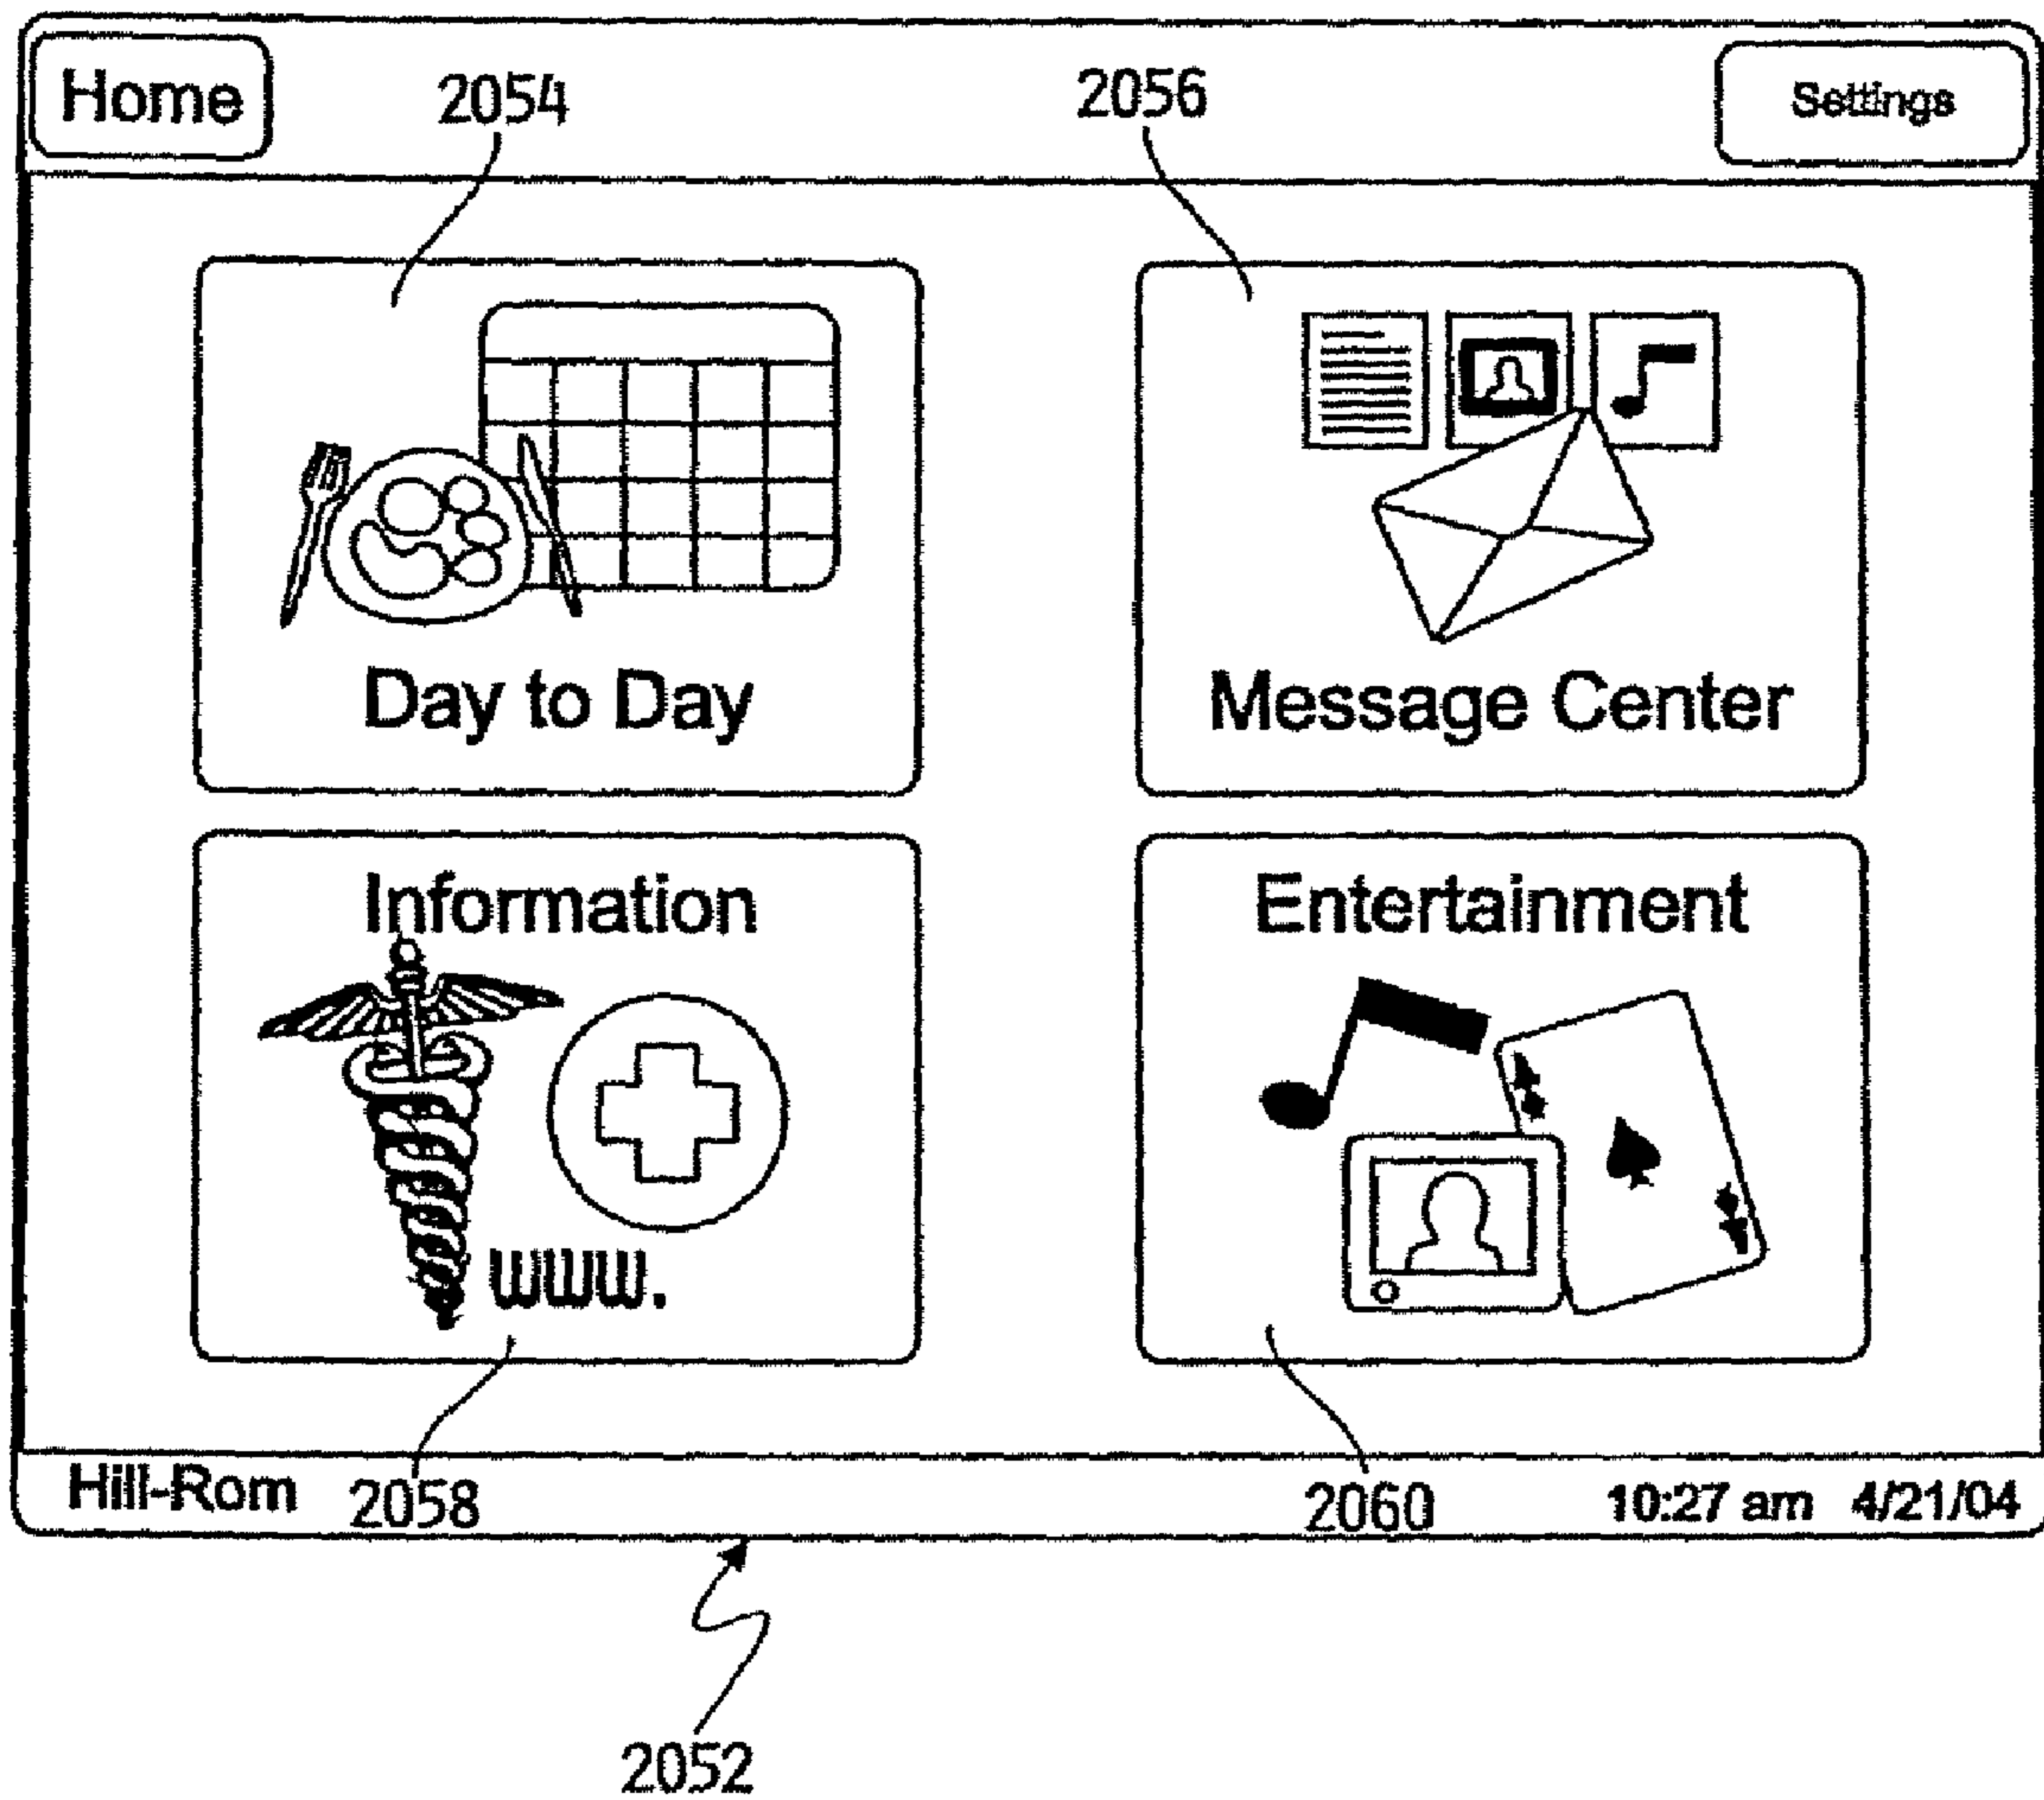 Home
2054
2056
Settings
Day to Day
Message Center
Information
Entertainment
www.
Hill-Rom
2058
2060
10:27 am 4/21/04
2052